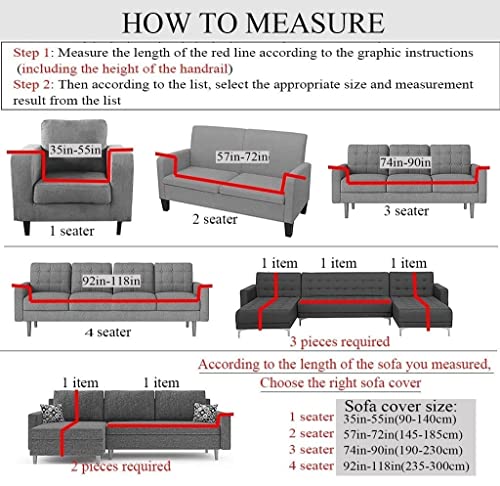 HOW TO MEASURE
Step 1: Measure the length of the red line according to the graphic instructions
(including the height of the handrail)
Step 2: Then according to the list, select the appropriate size and measurement
result from the list
35in-55in
1 seater
57in-72in
2 seater
74in-90in
3 seater
92in-118in
4 seater
1 item 1 item 1 item
3 pieces required
1 item 1 item
2 pieces required
According to the length of the sofa you measured,
Choose the right sofa cover
Sofa cover size:
1 seater 35in-55in(90-140cm)
2 seater 57in-72in(145-185cm)
3 seater 74in-90in(190-230cm)
4 seater 92in-118in(235-300cm)